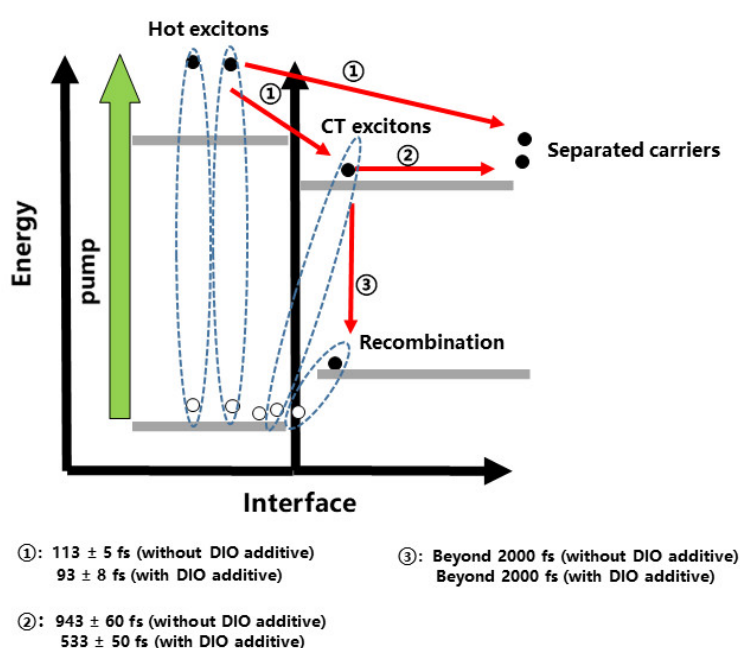 Hot excitons
①
①
CT excitons
②
Separated carriers
Energy
pump
③
Recombination
Interface
①: 113 ± 5 fs (without DIO additive)
93 ± 8 fs (with DIO additive)
②: 943 ± 60 fs (without DIO additive)
533 ± 50 fs (with DIO additive)
③: Beyond 2000 fs (without DIO additive)
Beyond 2000 fs (with DIO additive)